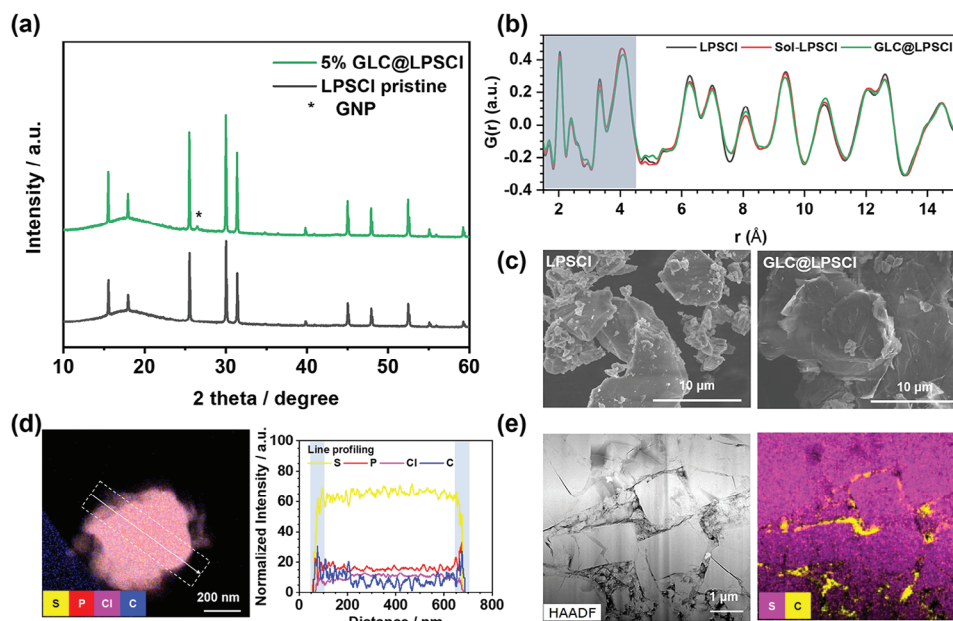 (a)
5% GLC@LPSCl
LPSCl pristine
* GNP
*
Intensity / a.u.
10 20 30 40 50 60
2 theta / degree
(b)
LPSCl Sol-LPSCl GLC@LPSCl
G(r) (a.u.)
0.4
0.2
0.0
-0.2
-0.4
2 4 6 8 10 12 14
r (Å)
(c)
LPSCl
10 µm
GLC@LPSCl
10 µm
(d)
S P Cl C
200 nm
Normalized Intensity / a.u.
100
80
60
40
20
0
Line profiling
S P Cl C
0 200 400 600 800
Distance / nm
(e)
HAADF
1 µm
S C